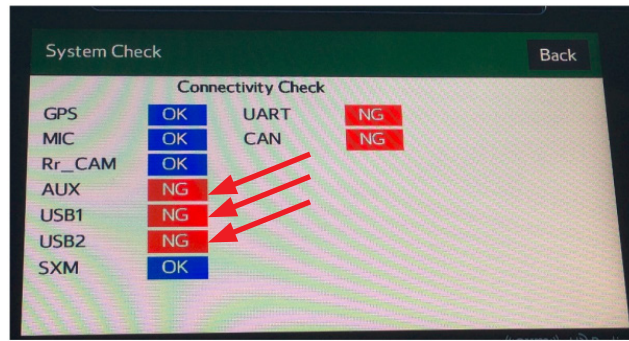 System Check Back
Connectivity Check
GPS OK UART NG
MIC OK CAN NG
Rr_CAM OK
AUX NG
USB1 NG
USB2 NG
SXM OK